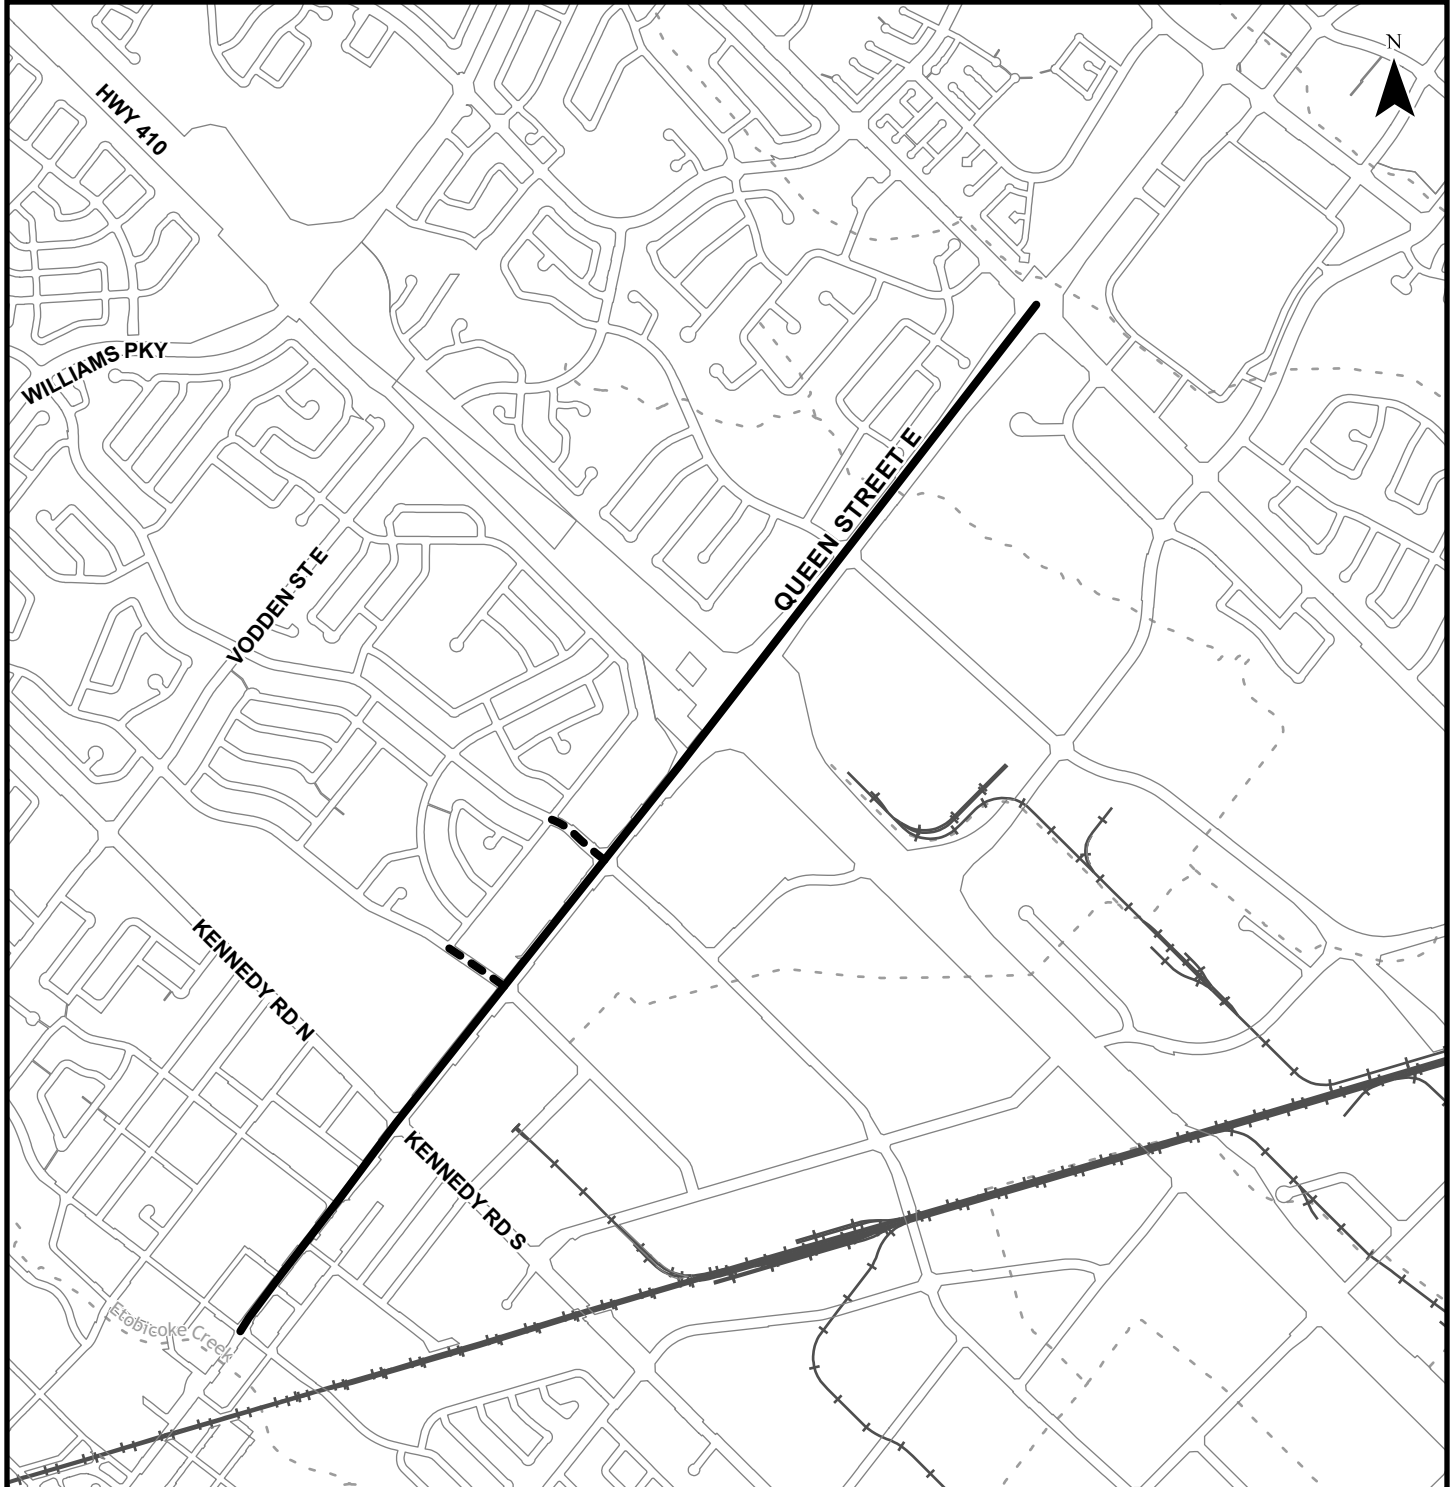 N
HWY 410
WILLIAMS PKY
QUEEN STREET E
VODDEN ST E
KENNEDY RD N
KENNEDY RD S
Etobicoke Creek